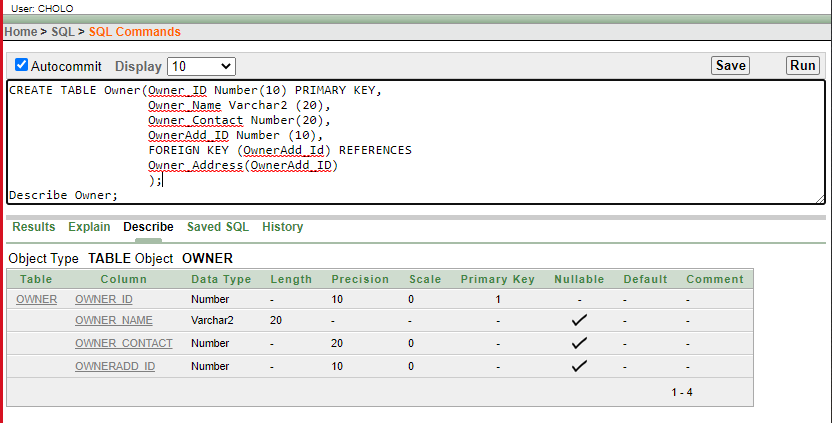 User: CHOLO
Home > SQL > SQL Commands
Autocommit Display 10 Save Run
CREATE TABLE Owner(Owner_ID Number(10) PRIMARY KEY,
Owner_Name Varchar2 (20),
Owner_Contact Number(20),
OwnerAdd_ID Number (10),
FOREIGN KEY (OwnerAdd_Id) REFERENCES
Owner_Address(OwnerAdd_ID)
);
Describe Owner;
Results Explain Describe Saved SQL History
Object Type TABLE Object OWNER
Table Column Data Type Length Precision Scale Primary Key Nullable Default Comment
OWNER OWNER_ID Number - 10 0 1 - - -
OWNER_NAME Varchar2 20 - - - - -
OWNER_CONTACT Number - 20 0 - - -
OWNERADD_ID Number - 10 0 - - -
1 - 4